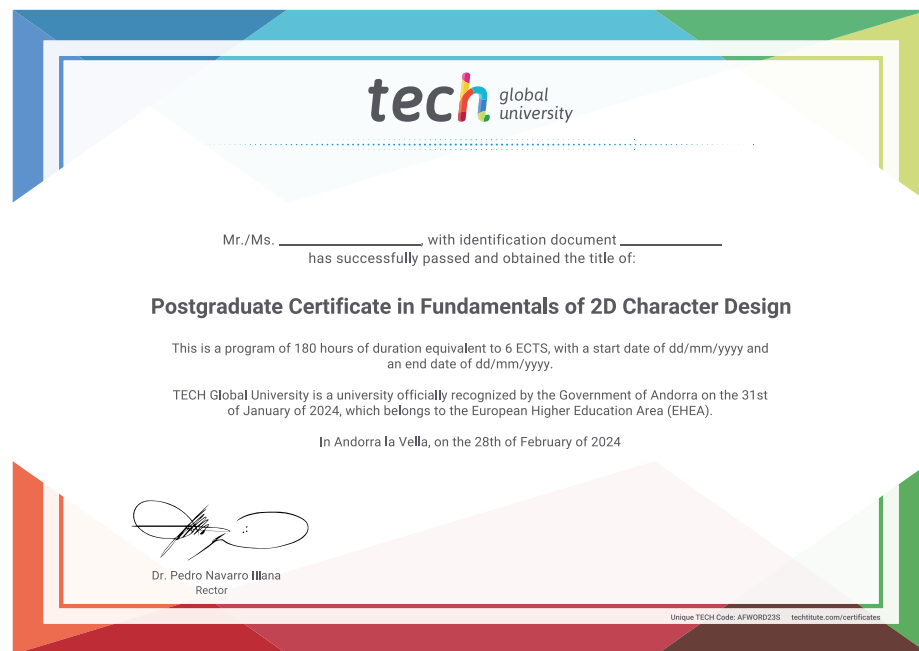 tech global
university
Mr./Ms. ____________________, with identification document ______________
has successfully passed and obtained the title of:
Postgraduate Certificate in Fundamentals of 2D Character Design
This is a program of 180 hours of duration equivalent to 6 ECTS, with a start date of dd/mm/yyyy and
an end date of dd/mm/yyyy.
TECH Global University is a university officially recognized by the Government of Andorra on the 31st
of January of 2024, which belongs to the European Higher Education Area (EHEA).
In Andorra la Vella, on the 28th of February of 2024
Dr. Pedro Navarro Illana
Rector
Unique TECH Code: AFWORD23S techtitute.com/certificates